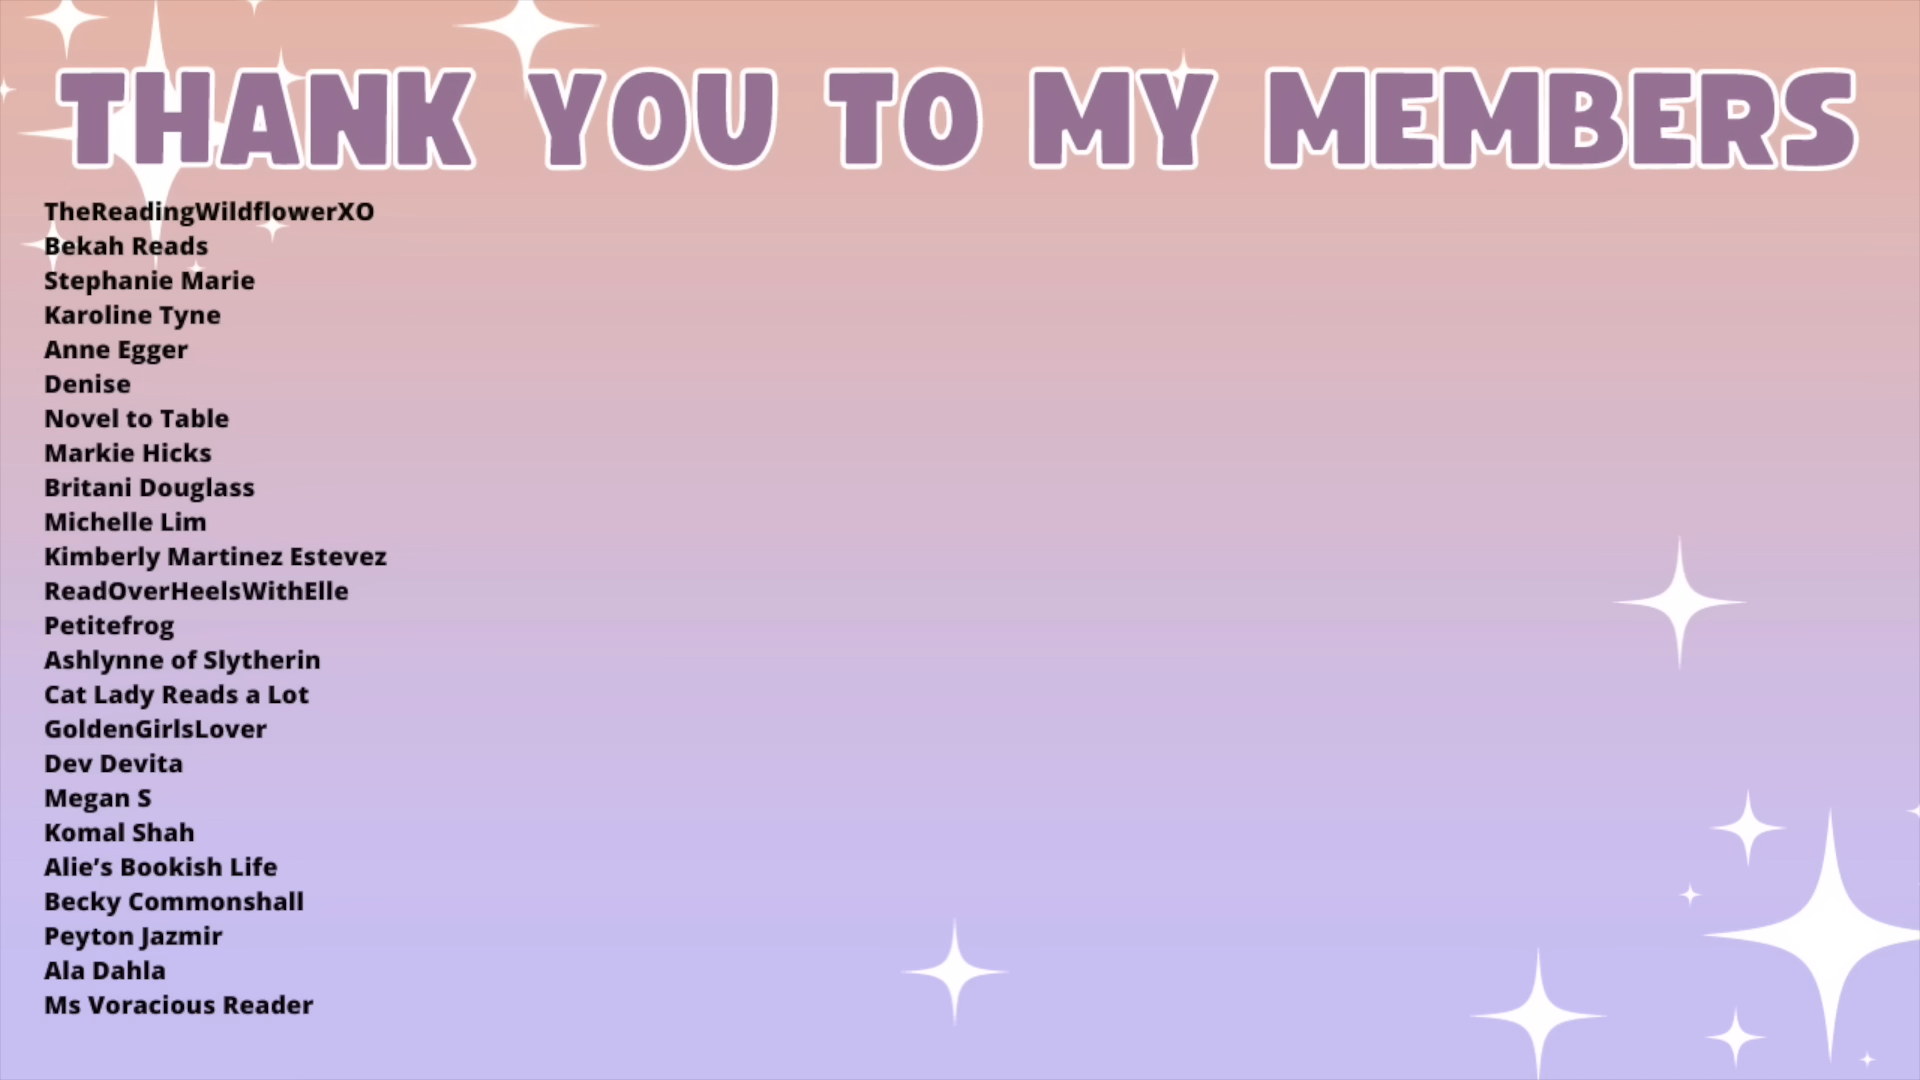 THANK YOU TO MY MEMBERS
TheReadingWildflowerXO
Bekah Reads
Stephanie Marie
Karoline Tyne
Anne Egger
Denise
Novel to Table
Markie Hicks
Britani Douglass
Michelle Lim
Kimberly Martinez Estevez
ReadOverHeelsWithElle
Petitefrog
Ashlynne of Slytherin
Cat Lady Reads a Lot
GoldenGirlsLover
Dev Devita
Megan S
Komal Shah
Alie’s Bookish Life
Becky Commonshall
Peyton Jazmir
Ala Dahla
Ms Voracious Reader